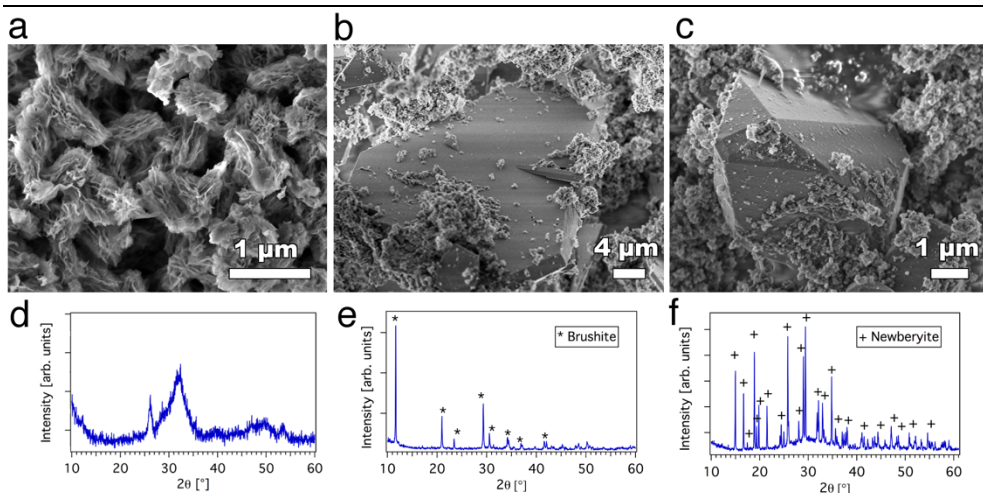 a
b
c
1 µm
4 µm
1 µm
d
e
f
Intensity [arb. units]
10 20 30 40 50 60
2θ [°]
Intensity [arb. units]
* Brushite
* * * * * * * * *
10 20 30 40 50 60
2θ [°]
Intensity [arb. units]
+ Newberyite
10 20 30 40 50 60
2θ [°]